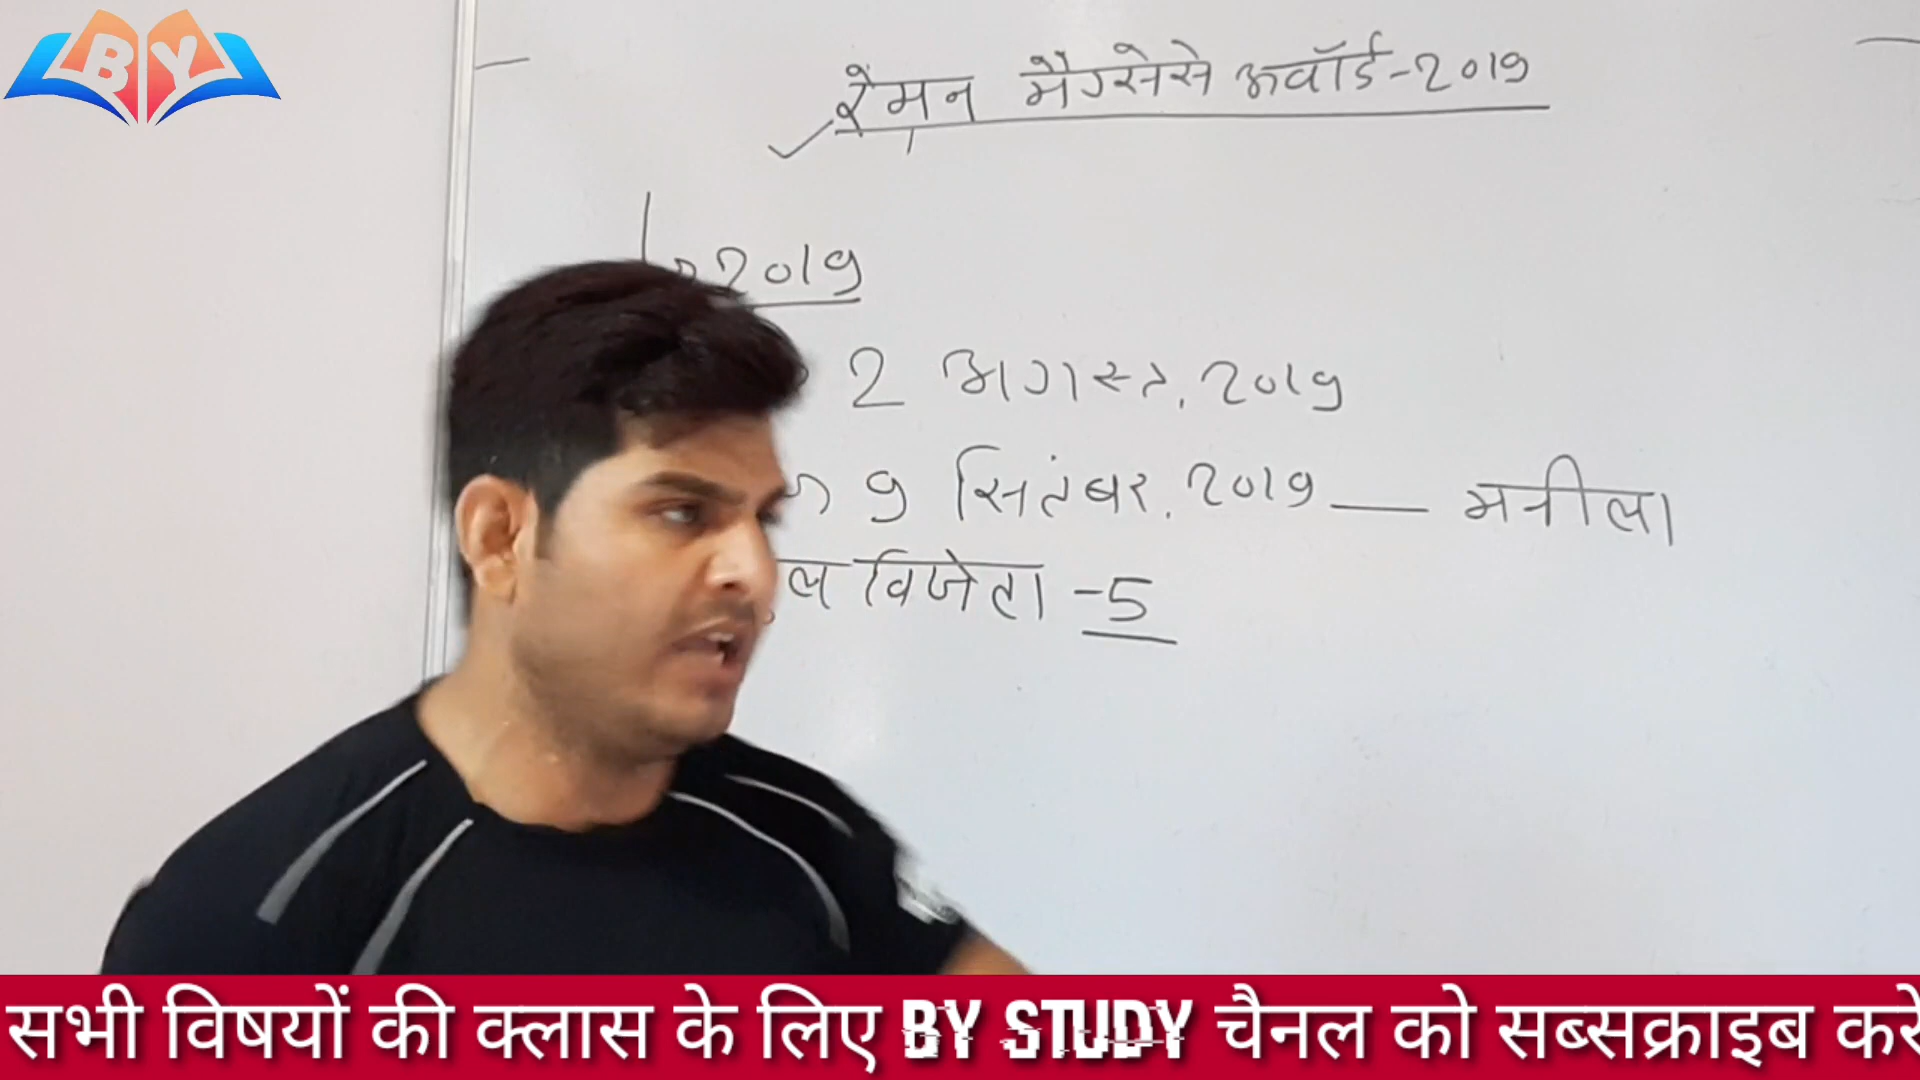 BY
रेमन मैग्सेसे अवॉर्ड-2019
2019
2 अगस्त, 2019
9 सितंबर, 2019 — मनीला
विजेता -5
सभी विषयों की क्लास के लिए BY STUDY चैनल को सब्सक्राइब करे